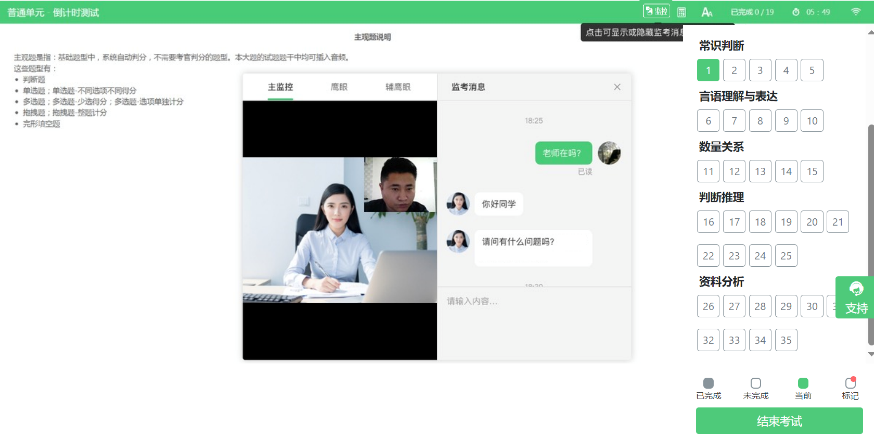 普通单元 倒计时测试
监控
已完成 0 / 19
05 : 49
点击可显示或隐藏监考消息
主观题说明
主观题是指：基础题型中，系统自动判分，不需要考官判分的题型。本大题的试题题干中均可插入音频。
这些题型有：
• 判断题
• 单选题；单选题-不同选项不同得分
• 多选题；多选题-少选得分；多选题-选项单独计分
• 拖拽题；拖拽题-整题计分
• 完形填空题
主监控 鹰眼 辅鹰眼
监考消息
18:25
老师在吗？
已读
你好同学
请问有什么问题吗？
请输入内容...
常识判断
1 2 3 4 5
言语理解与表达
6 7 8 9 10
数量关系
11 12 13 14 15
判断推理
16 17 18 19 20 21
22 23 24 25
资料分析
26 27 28 29 30
32 33 34 35
支持
已完成 未完成 当前 标记
结束考试